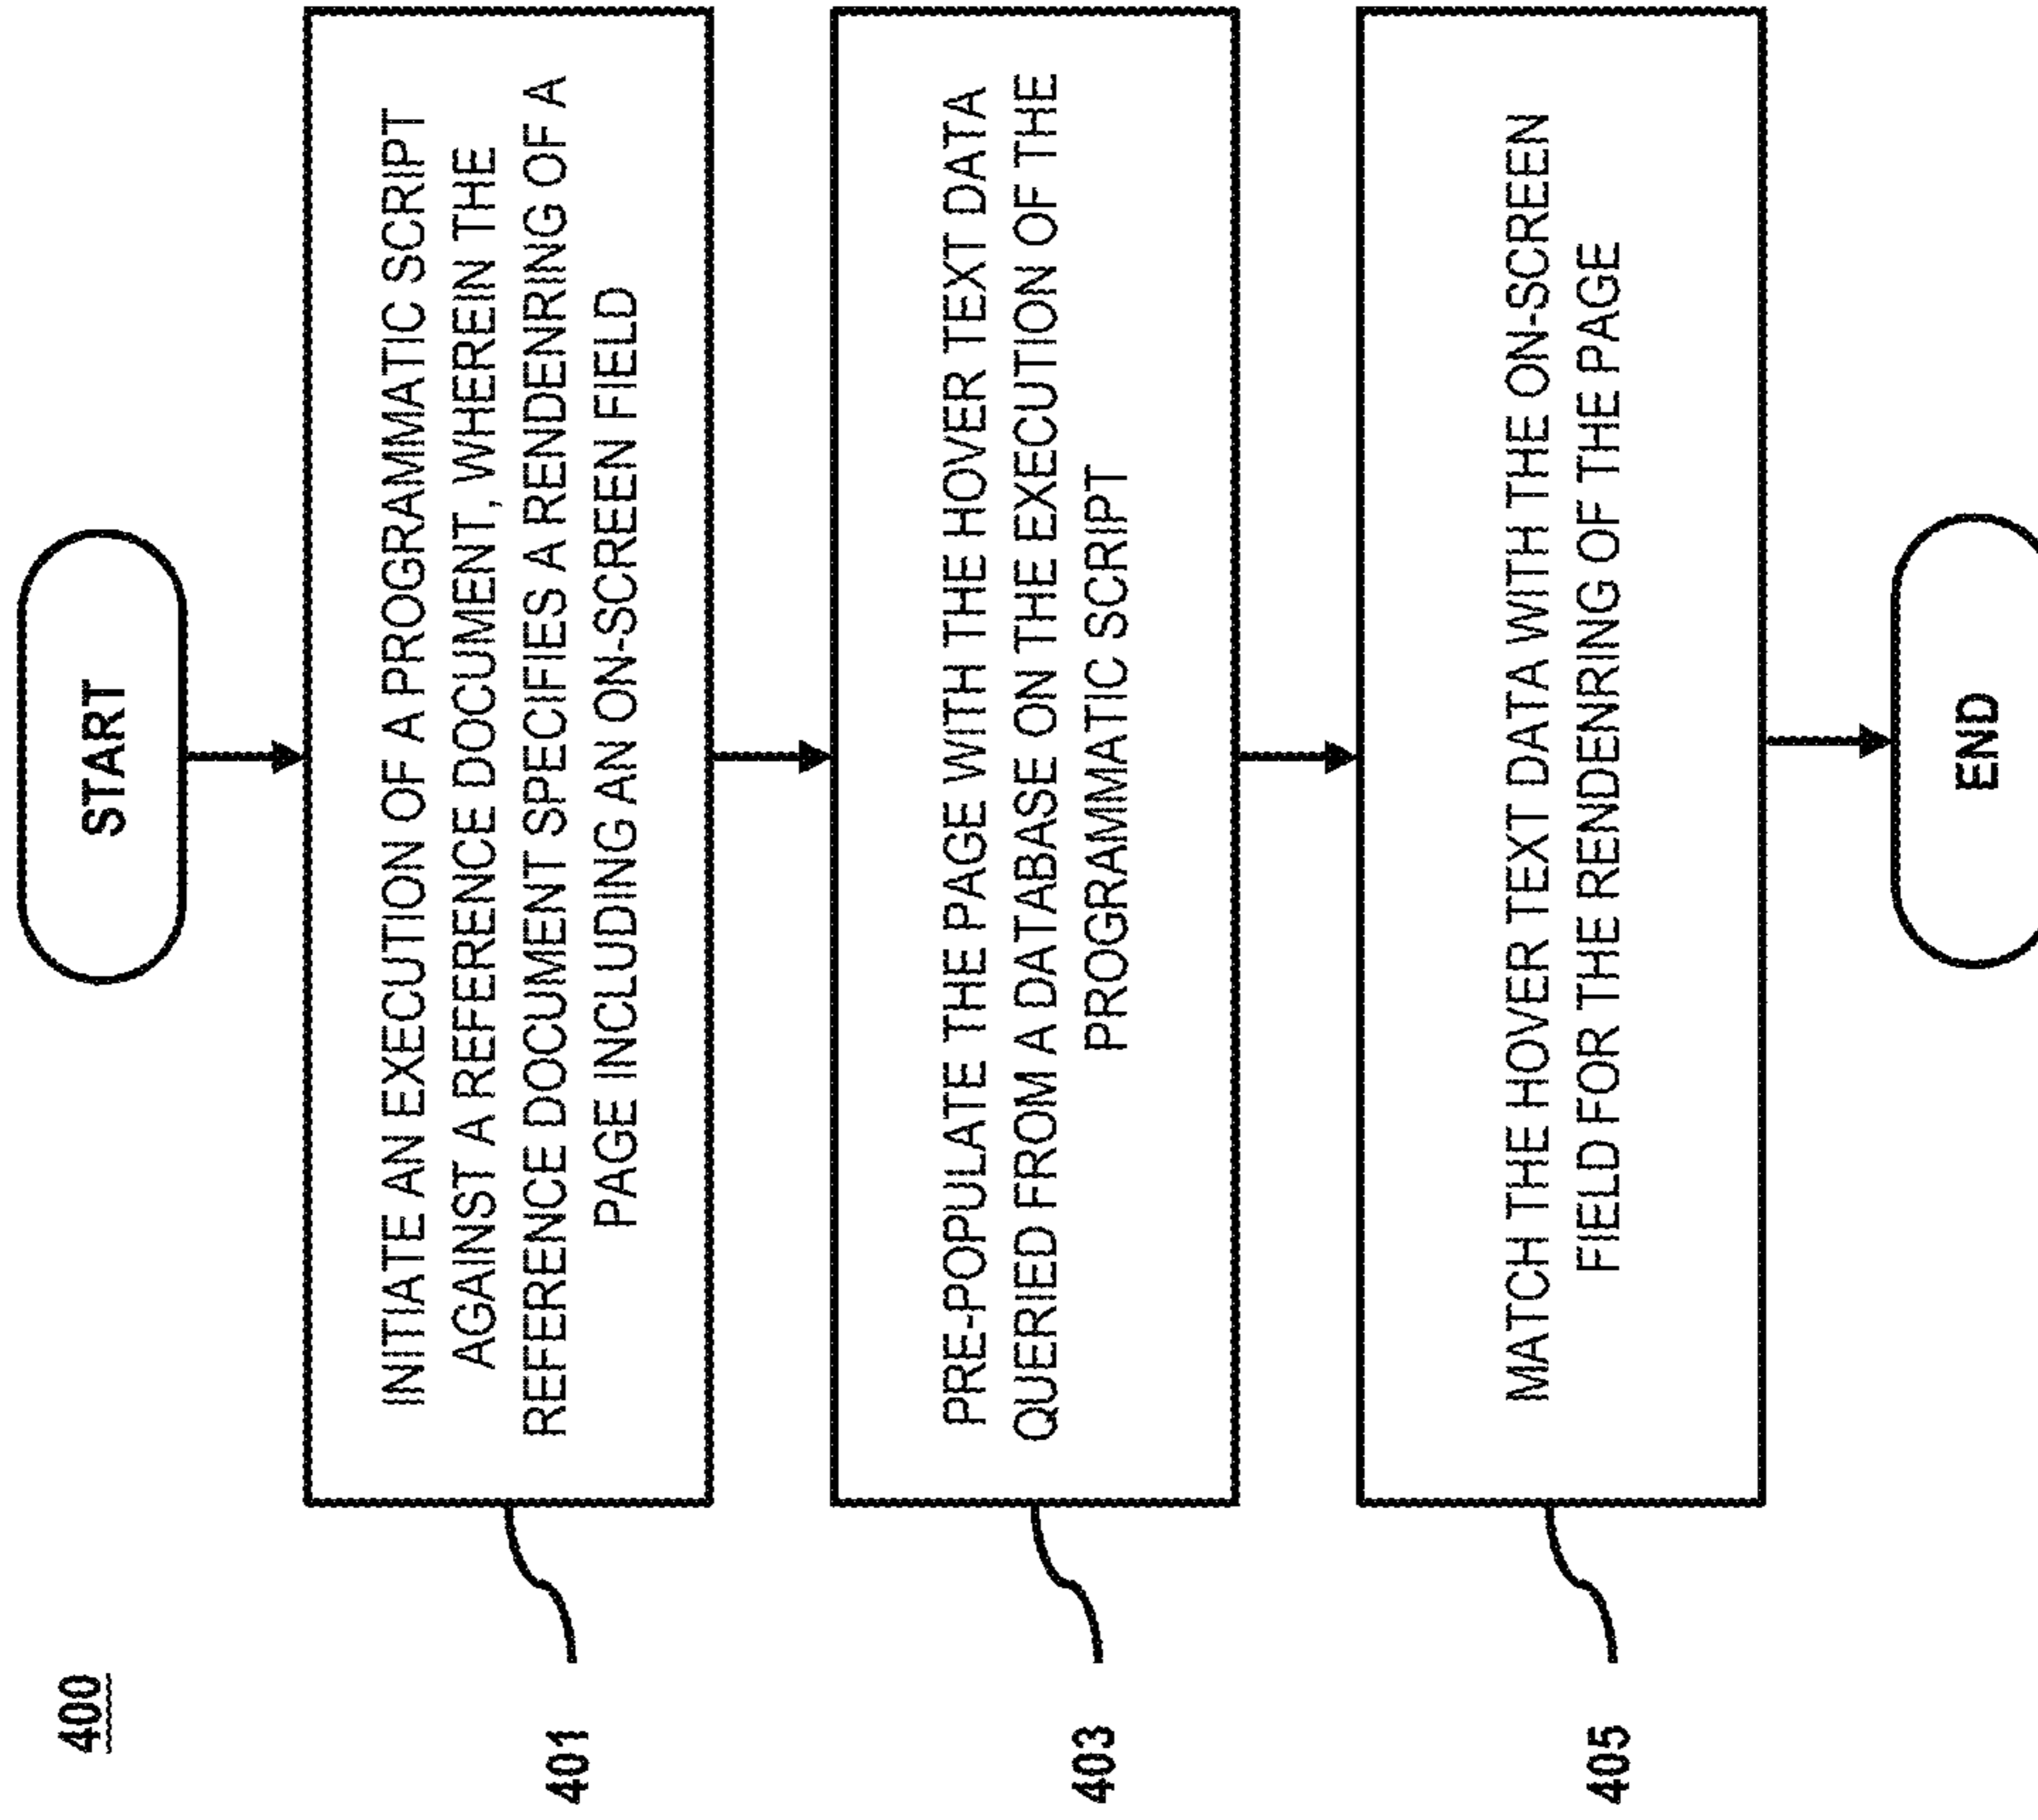 400
START
401
INITIATE AN EXECUTION OF A PROGRAMMATIC SCRIPT
AGAINST A REFERENCE DOCUMENT, WHEREIN THE
REFERENCE DOCUMENT SPECIFIES A RENDENRING OF A
PAGE INCLUDING AN ON-SCREEN FIELD
403
PRE-POPULATE THE PAGE WITH THE HOVER TEXT DATA
QUERIED FROM A DATABASE ON THE EXECUTION OF THE
PROGRAMMATIC SCRIPT
405
MATCH THE HOVER TEXT DATA WITH THE ON-SCREEN
FIELD FOR THE RENDENRING OF THE PAGE
END